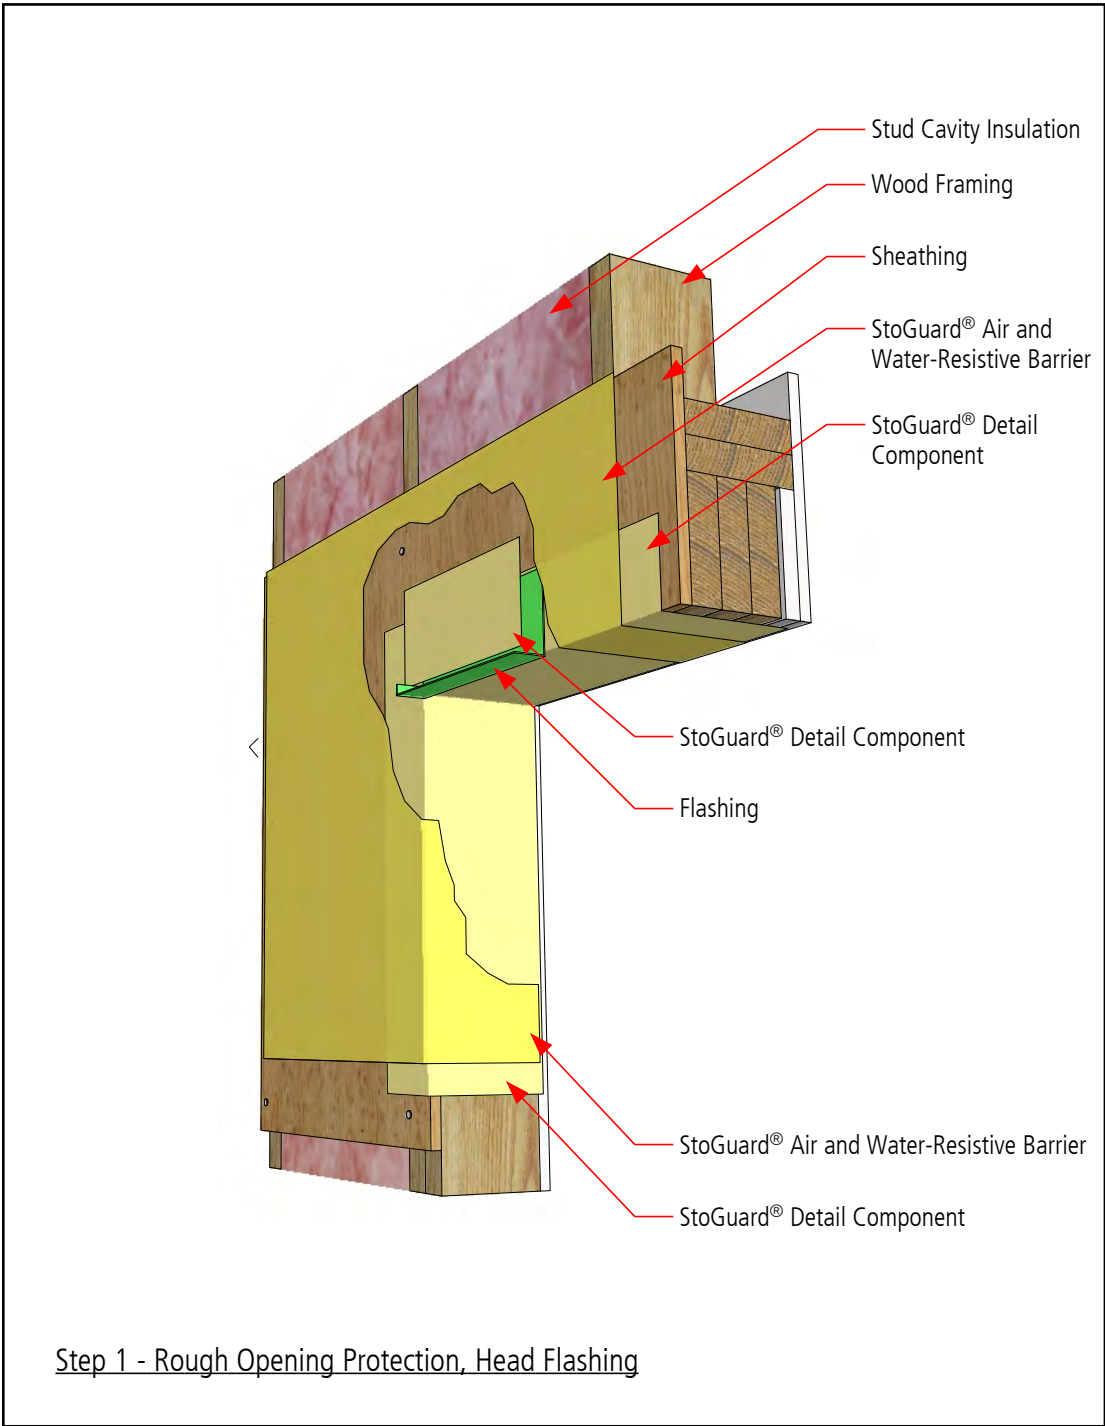 Stud Cavity Insulation
Wood Framing
Sheathing
StoGuard® Air and
Water-Resistive Barrier
StoGuard® Detail
Component
StoGuard® Detail Component
Flashing
StoGuard® Air and Water-Resistive Barrier
StoGuard® Detail Component
Step 1 - Rough Opening Protection, Head Flashing